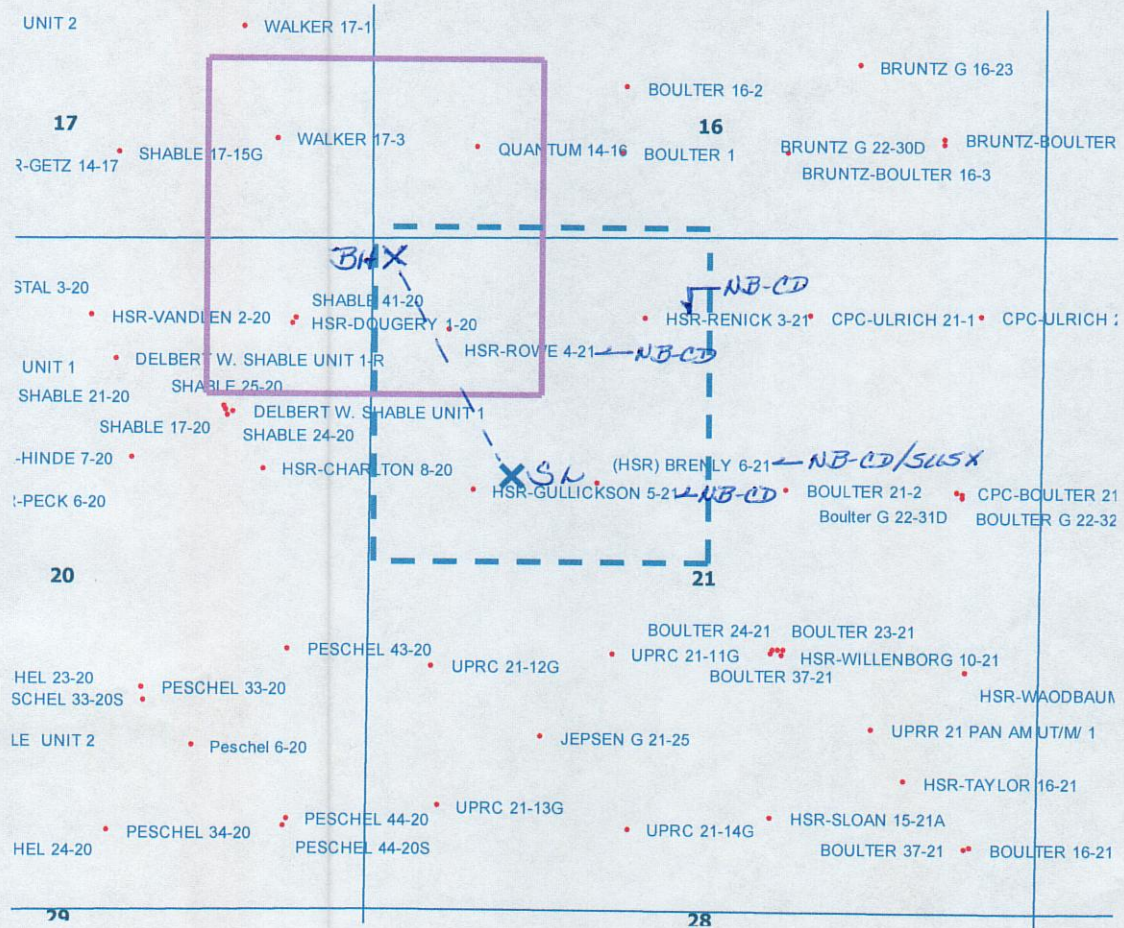 UNIT 2
WALKER 17-1
BRUNTZ G 16-23
BOULTER 16-2
17
16
WALKER 17-3
SHABLE 17-15G
R-GETZ 14-17
QUANTUM 14-16
BOULTER 1
BRUNTZ G 22-30D
BRUNTZ-BOULTER
BRUNTZ-BOULTER 16-3
BH X
STAL 3-20
NB-CD
SHABLE 41-20
HSR-VANDLEN 2-20
HSR-DOUGERY 1-20
HSR-RENICK 3-21
CPC-ULRICH 21-1
CPC-ULRICH 2
HSR-ROWE 4-21
NB-CD
UNIT 1
DELBERT W. SHABLE UNIT 1-R
SHABLE 25-20
SHABLE 21-20
DELBERT W. SHABLE UNIT 1
SHABLE 17-20
SHABLE 24-20
-HINDE 7-20
HSR-CHARLTON 8-20
X SL
(HSR) BRENLY 6-21
NB-CD/SUSX
HSR-GULLICKSON 5-21
NB-CD
BOULTER 21-2
CPC-BOULTER 21
R-PECK 6-20
Boulter G 22-31D
BOULTER G 22-32
20
21
BOULTER 24-21
BOULTER 23-21
PESCHEL 43-20
UPRC 21-12G
UPRC 21-11G
HSR-WILLENBORG 10-21
BOULTER 37-21
HEL 23-20
PESCHEL 33-20
SCHEL 33-20S
HSR-WAODBAUM
LE UNIT 2
Peschel 6-20
JEPSEN G 21-25
UPRR 21 PAN AM UT/M/ 1
HSR-TAYLOR 16-21
UPRC 21-13G
PESCHEL 44-20
HSR-SLOAN 15-21A
PESCHEL 34-20
UPRC 21-14G
HEL 24-20
PESCHEL 44-20S
BOULTER 37-21
BOULTER 16-21
29
28